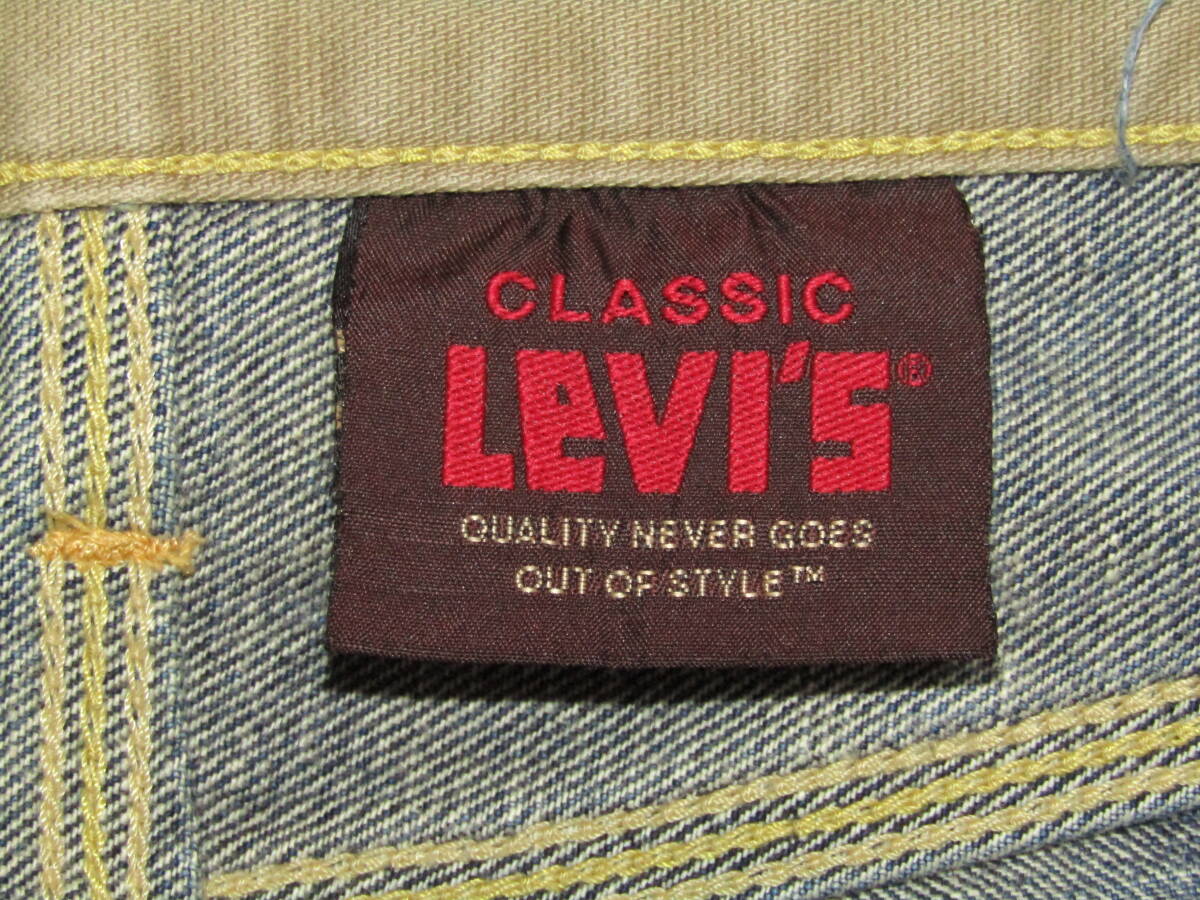 CLASSIC
LEVI'S®
QUALITY NEVER GOES
OUT OF STYLE™